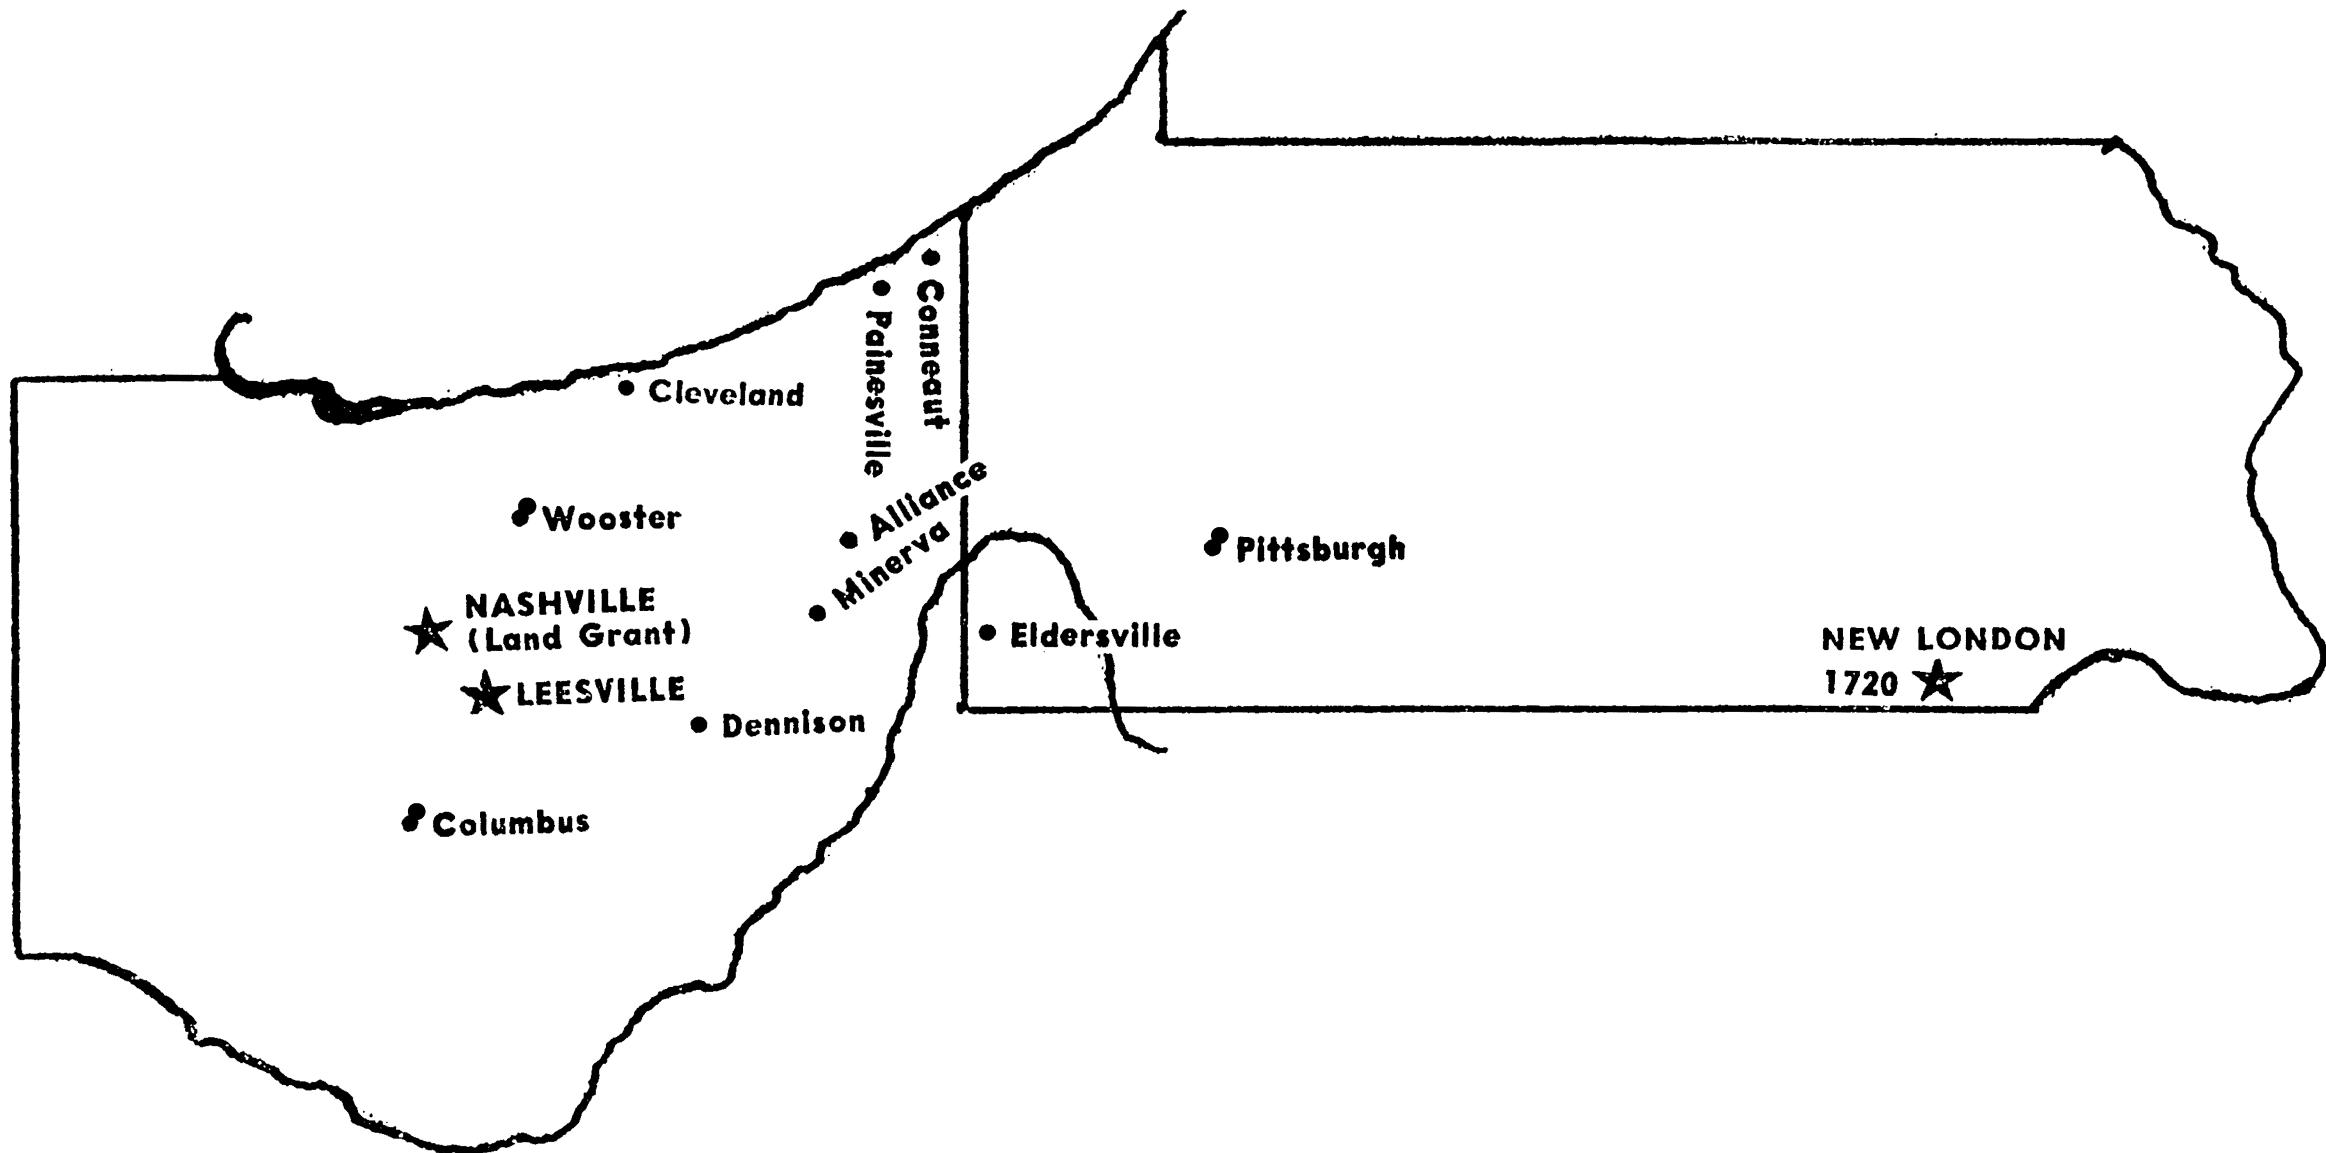 Conneaut
Painesville
Cleveland
Alliance
Wooster
Minerva
Pittsburgh
NASHVILLE
(Land Grant)
Eldersville
NEW LONDON
1720
LEESVILLE
Dennison
Columbus